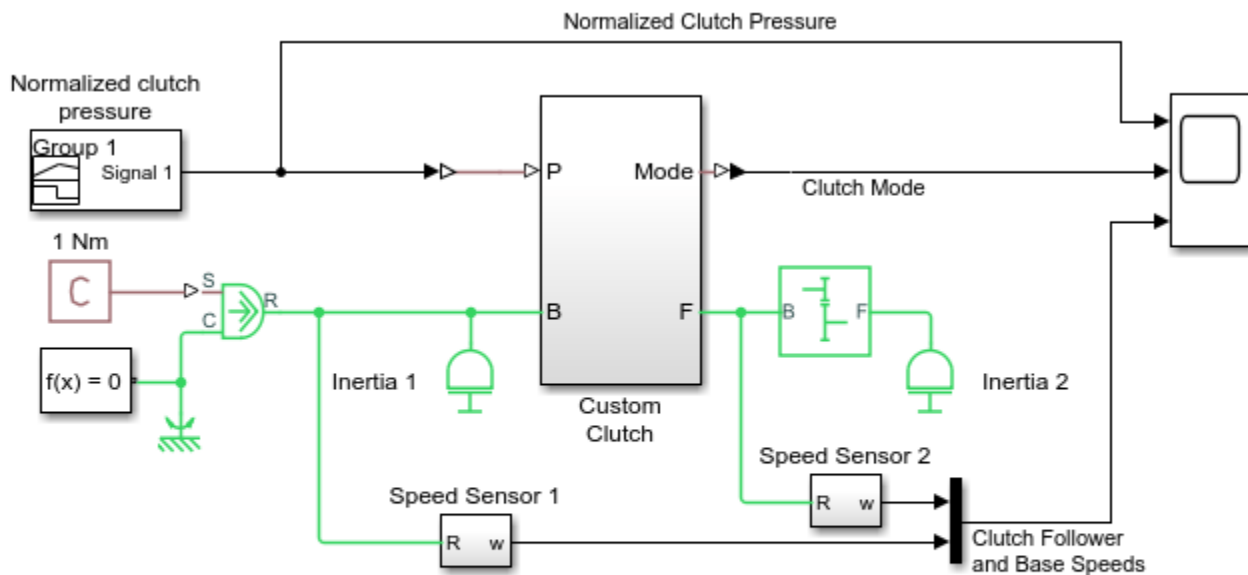 Normalized Clutch Pressure
Normalized clutch
pressure
Group 1
Signal 1
P
Mode
Clutch Mode
1 Nm
C
S
C
R
B
F
B
F
f(x) = 0
Inertia 1
Custom
Clutch
Inertia 2
Speed Sensor 2
R
w
Speed Sensor 1
R
w
Clutch Follower
and Base Speeds